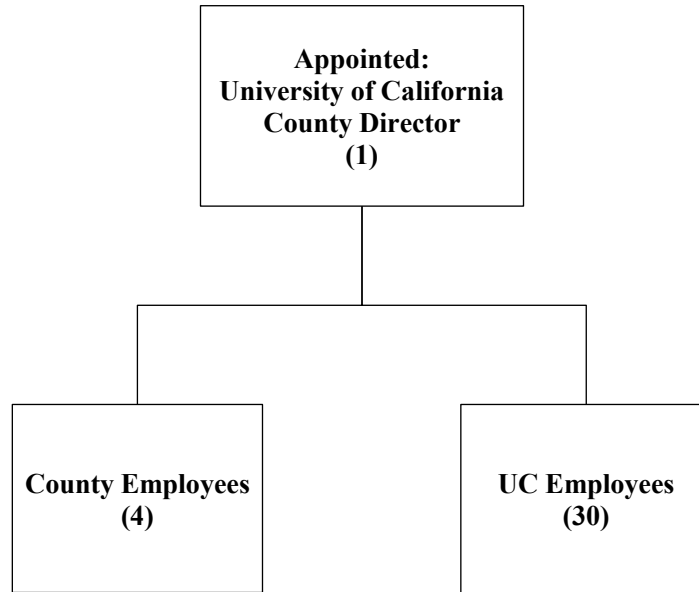 Appointed:
University of California
County Director
(1)
County Employees
(4)
UC Employees
(30)